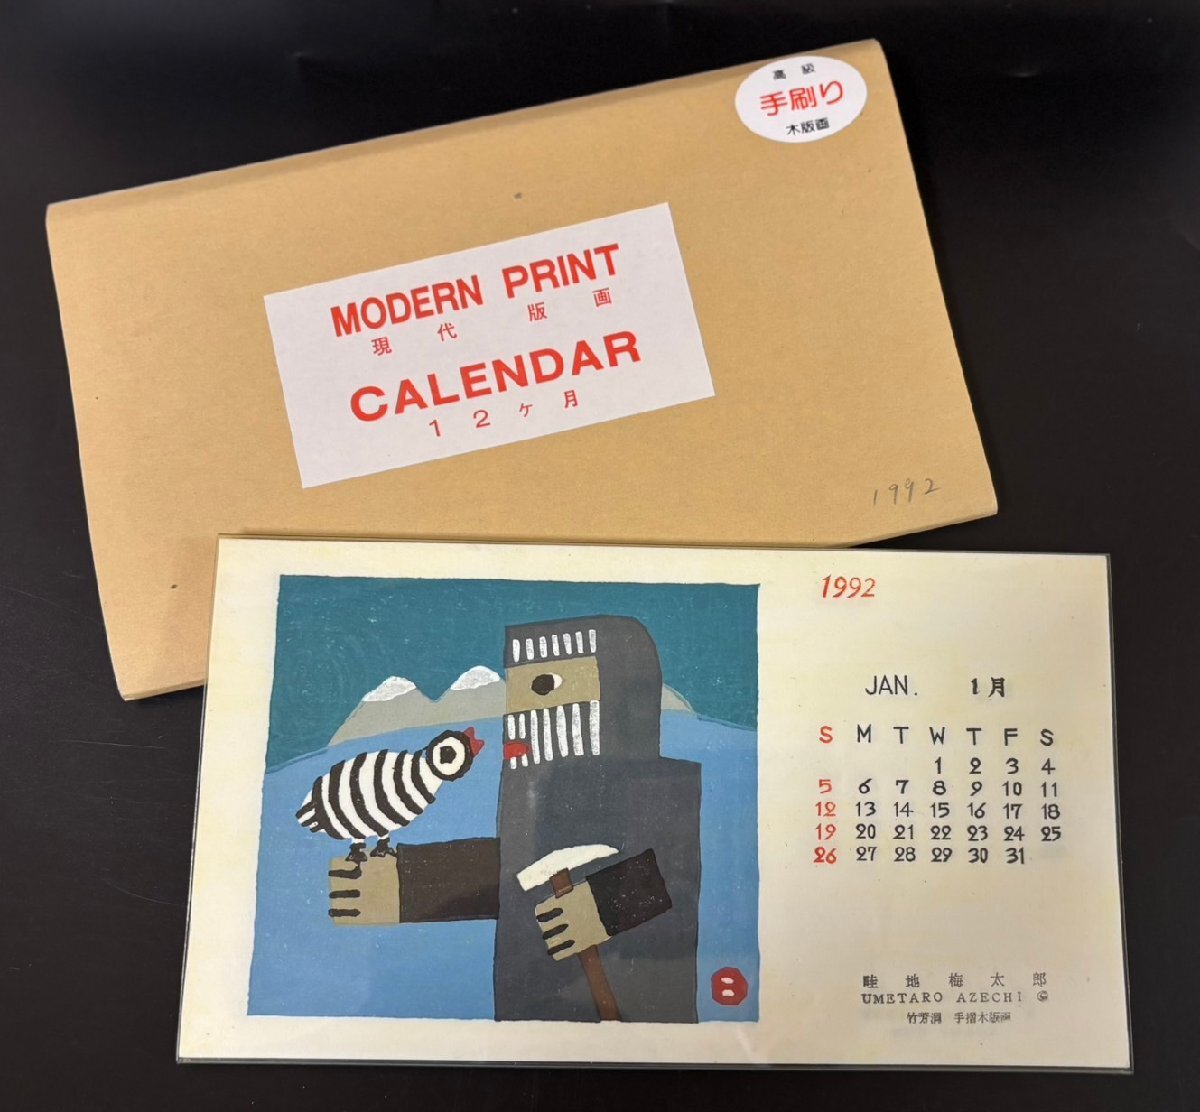 高級
手刷り
木版画
MODERN PRINT
現代版画
CALENDAR
12ヶ月
1992
1992
JAN. 1月
S M T W T F S
1 2 3 4
5 6 7 8 9 10 11
12 13 14 15 16 17 18
19 20 21 22 23 24 25
26 27 28 29 30 31
畦地梅太郎
UMETARO AZECHI ©
竹芳洞 手摺木版画